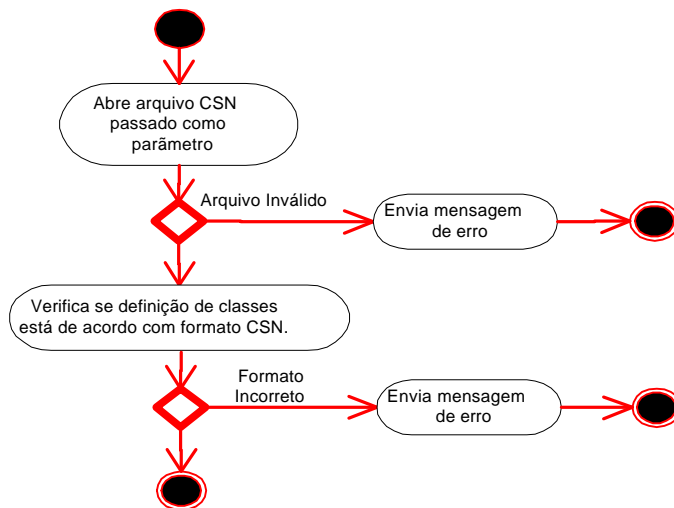 Abre arquivo CSN
passado como
parãmetro
Arquivo Inválido
Envia mensagem
de erro
Verifica se definição de classes
está de acordo com formato CSN.
Formato
Incorreto
Envia mensagem
de erro